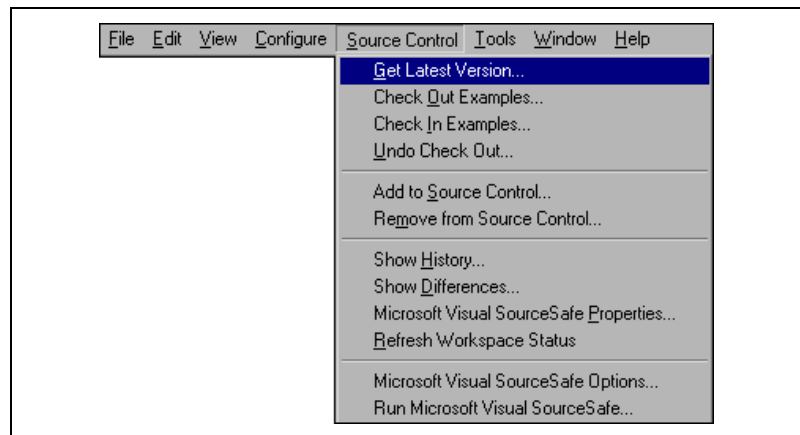 File Edit View Configure Source Control Tools Window Help
Get Latest Version...
Check Out Examples...
Check In Examples...
Undo Check Out...
Add to Source Control...
Remove from Source Control...
Show History...
Show Differences...
Microsoft Visual SourceSafe Properties...
Refresh Workspace Status
Microsoft Visual SourceSafe Options...
Run Microsoft Visual SourceSafe...